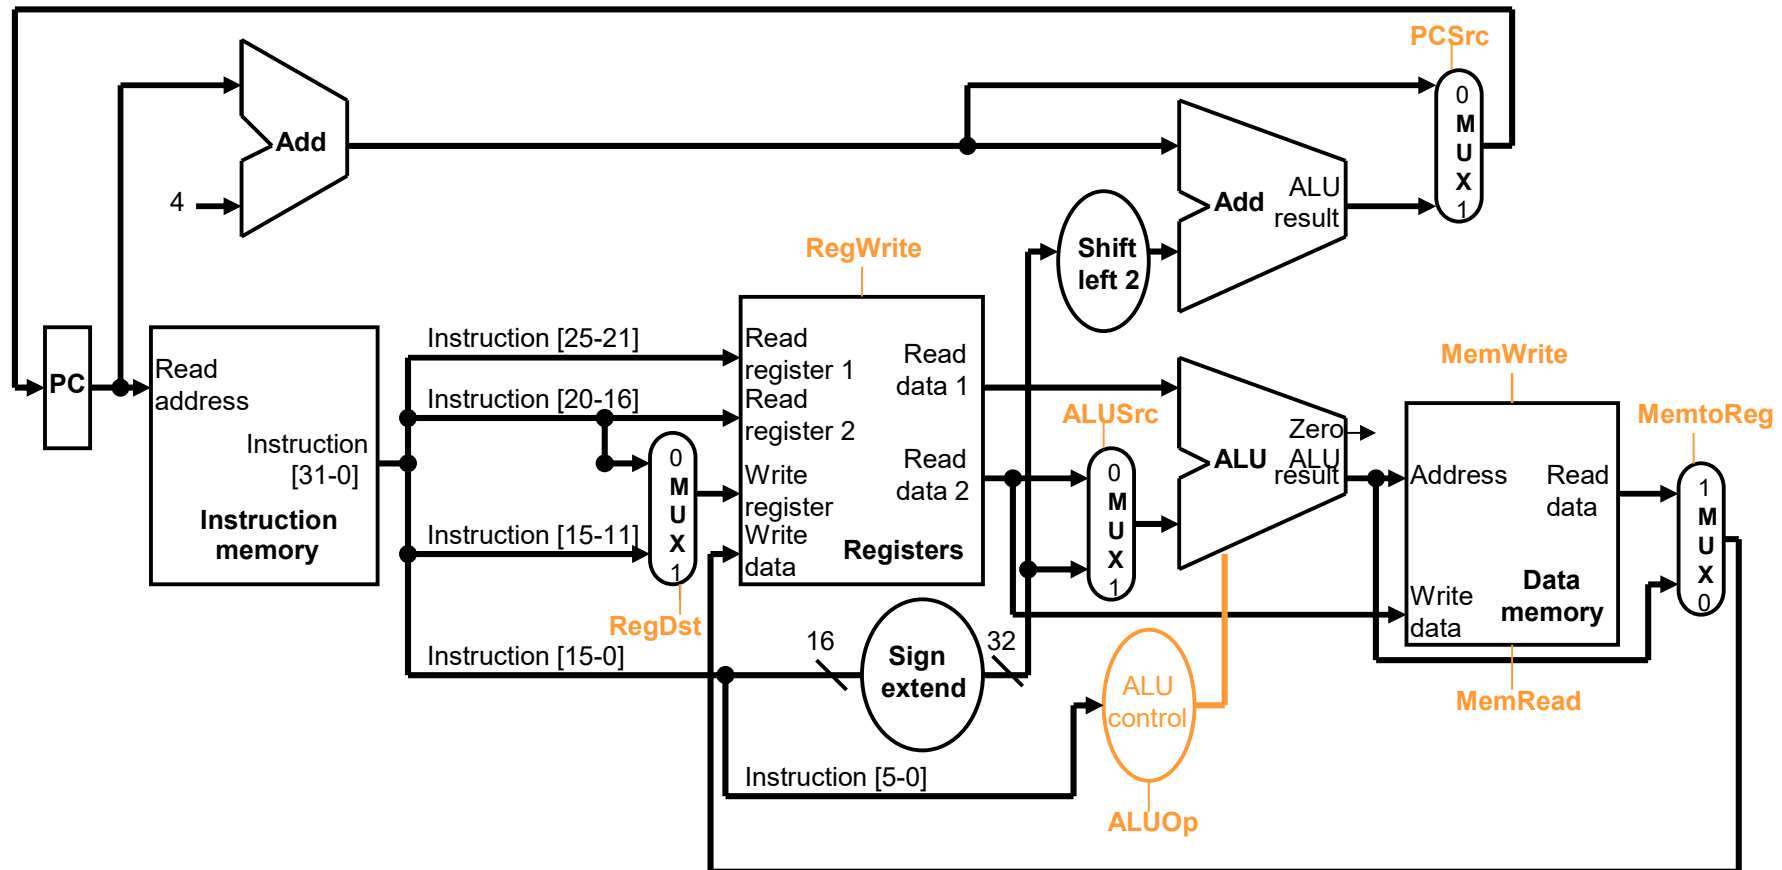 PCSrc
0
M
U
X
1
Add
4
Add
ALU
result
Shift
left 2
RegWrite
PC
Read
address
Instruction
[31-0]
Instruction
memory
Instruction [25-21]
Instruction [20-16]
Instruction [15-11]
Instruction [15-0]
Instruction [5-0]
0
M
U
X
1
RegDst
Read
register 1
Read
register 2
Write
register
Write
data
Read
data 1
Read
data 2
Registers
16
Sign
extend
32
ALUSrc
0
M
U
X
1
Zero
ALU
ALU
result
ALU
control
ALUOp
MemWrite
Address
Read
data
Write
data
Data
memory
MemRead
MemtoReg
1
M
U
X
0